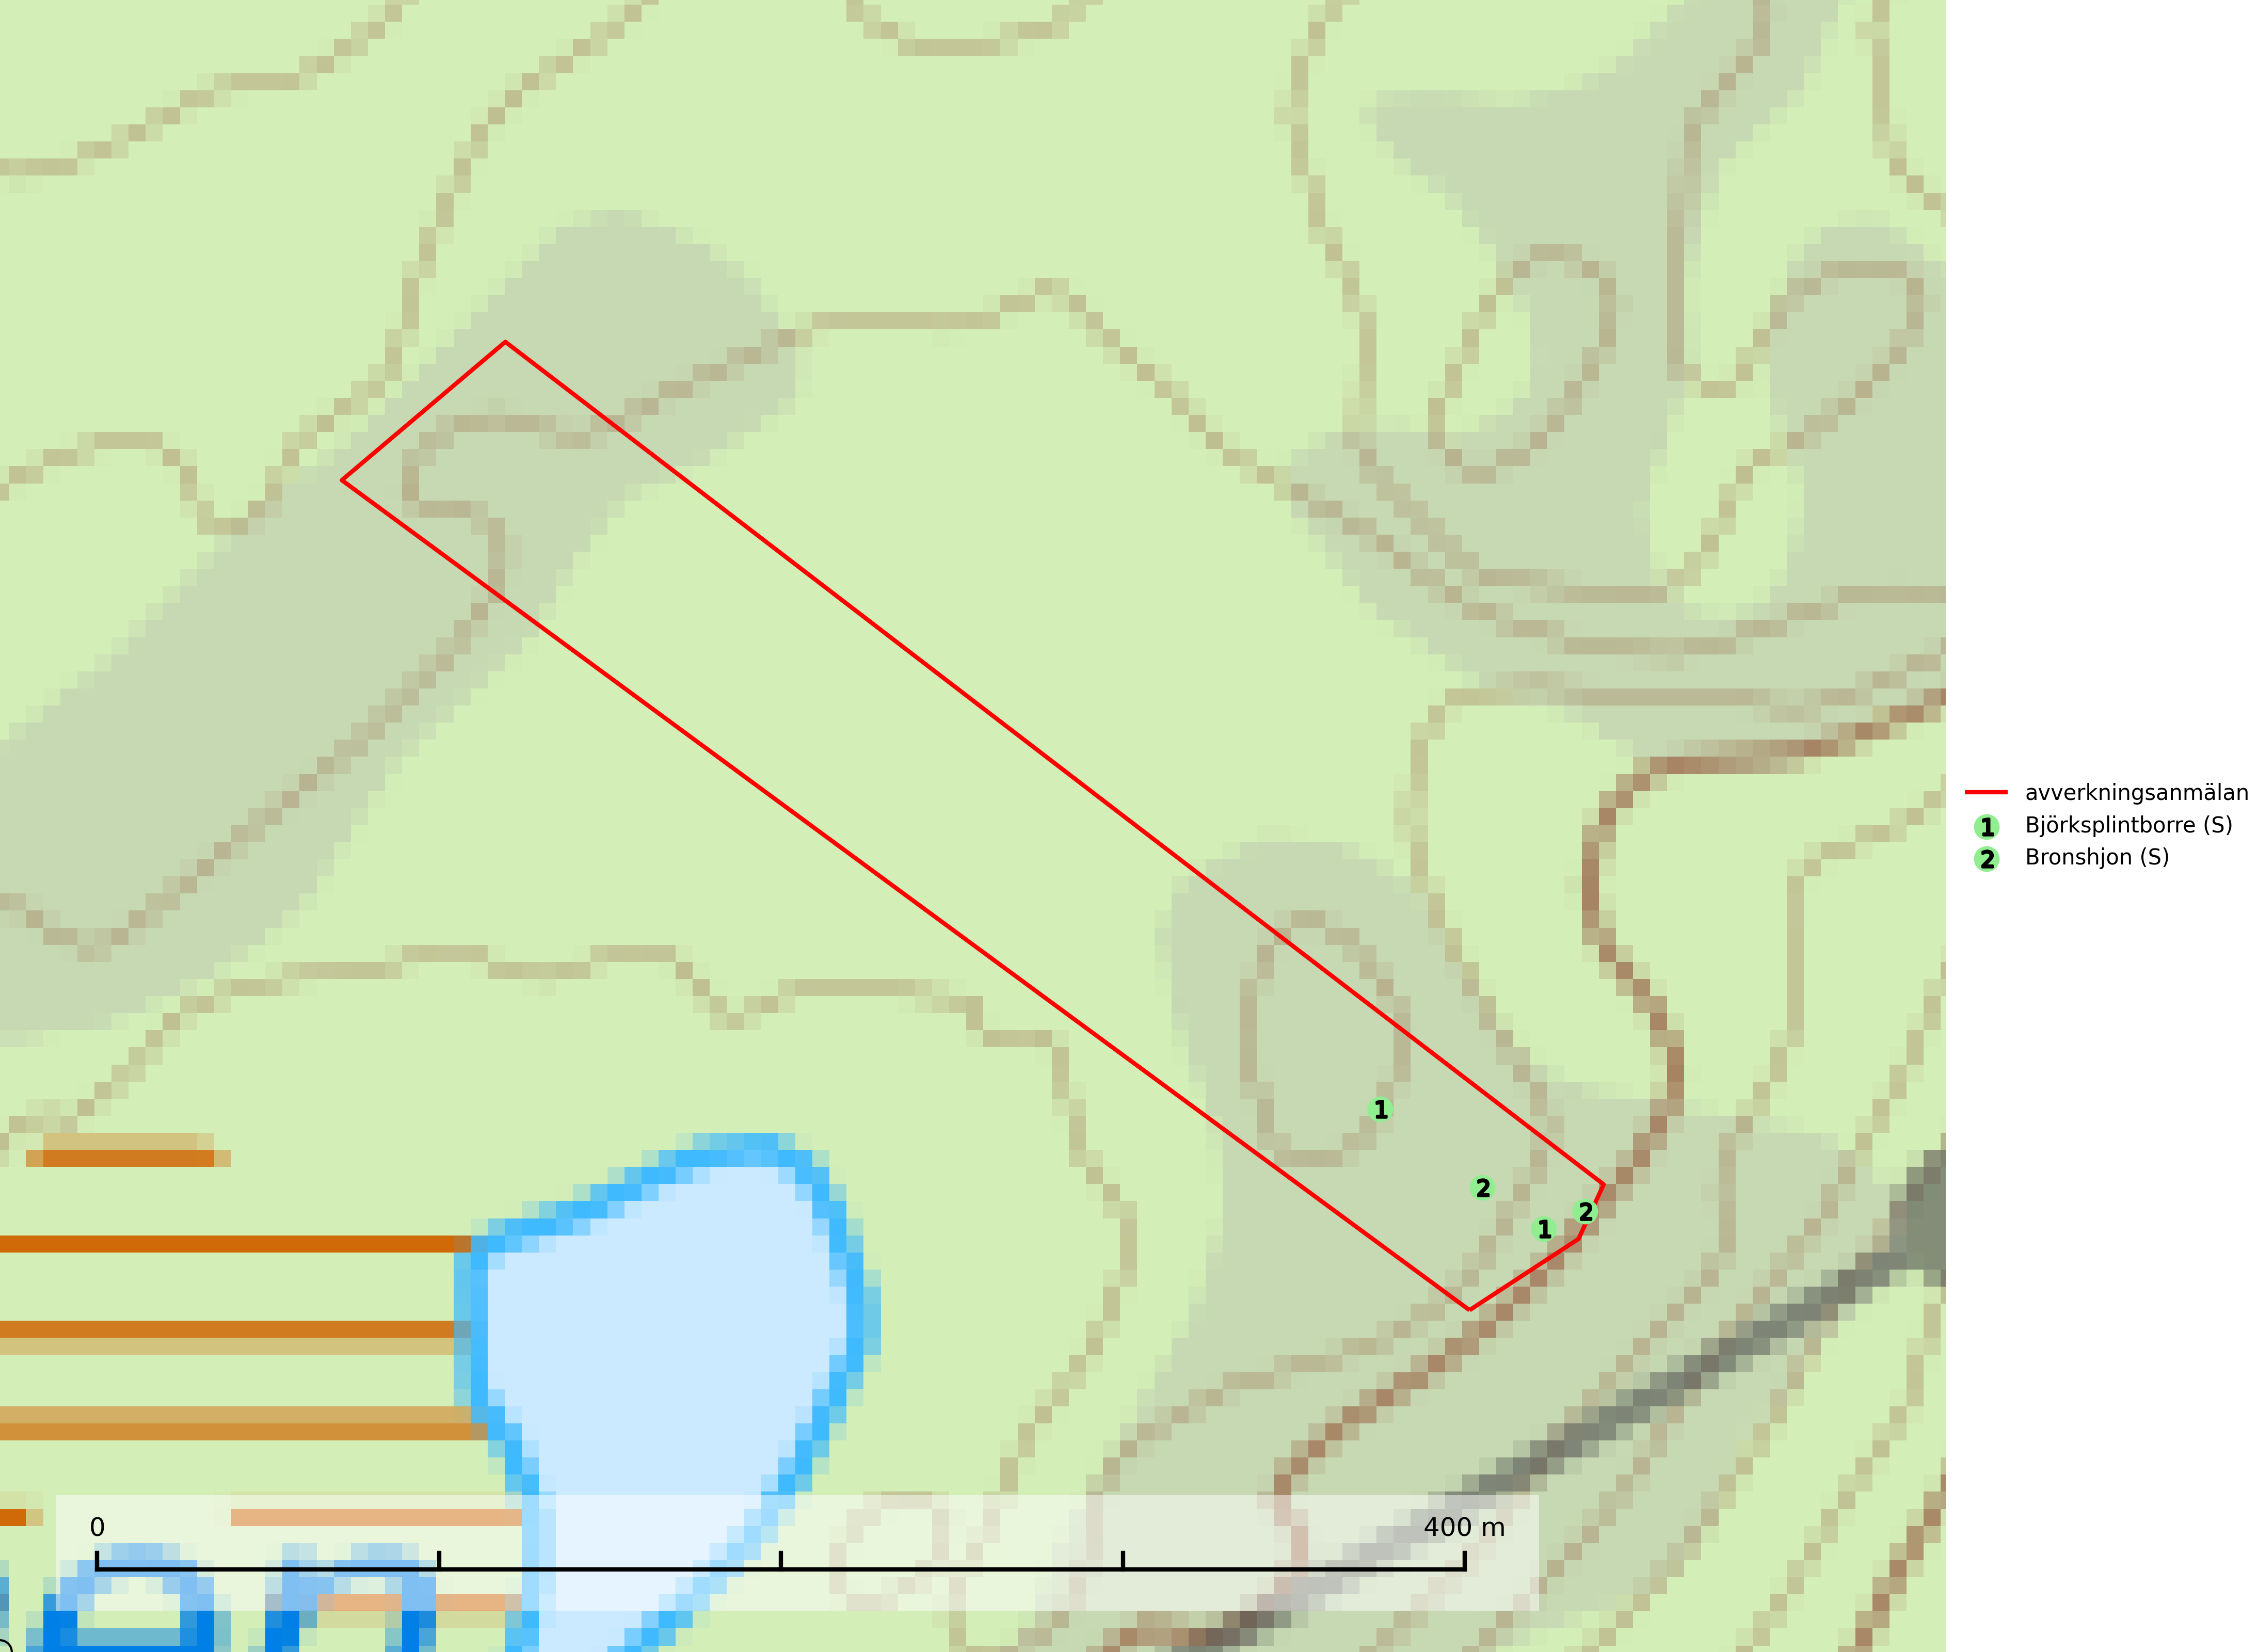 avverkningsanmälan
1 Björksplintborre (S)
2 Bronshjon (S)
1
2
2
1
0 400 m